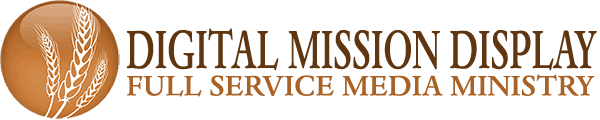 DIGITAL MISSION DISPLAY
FULL SERVICE MEDIA MINISTRY